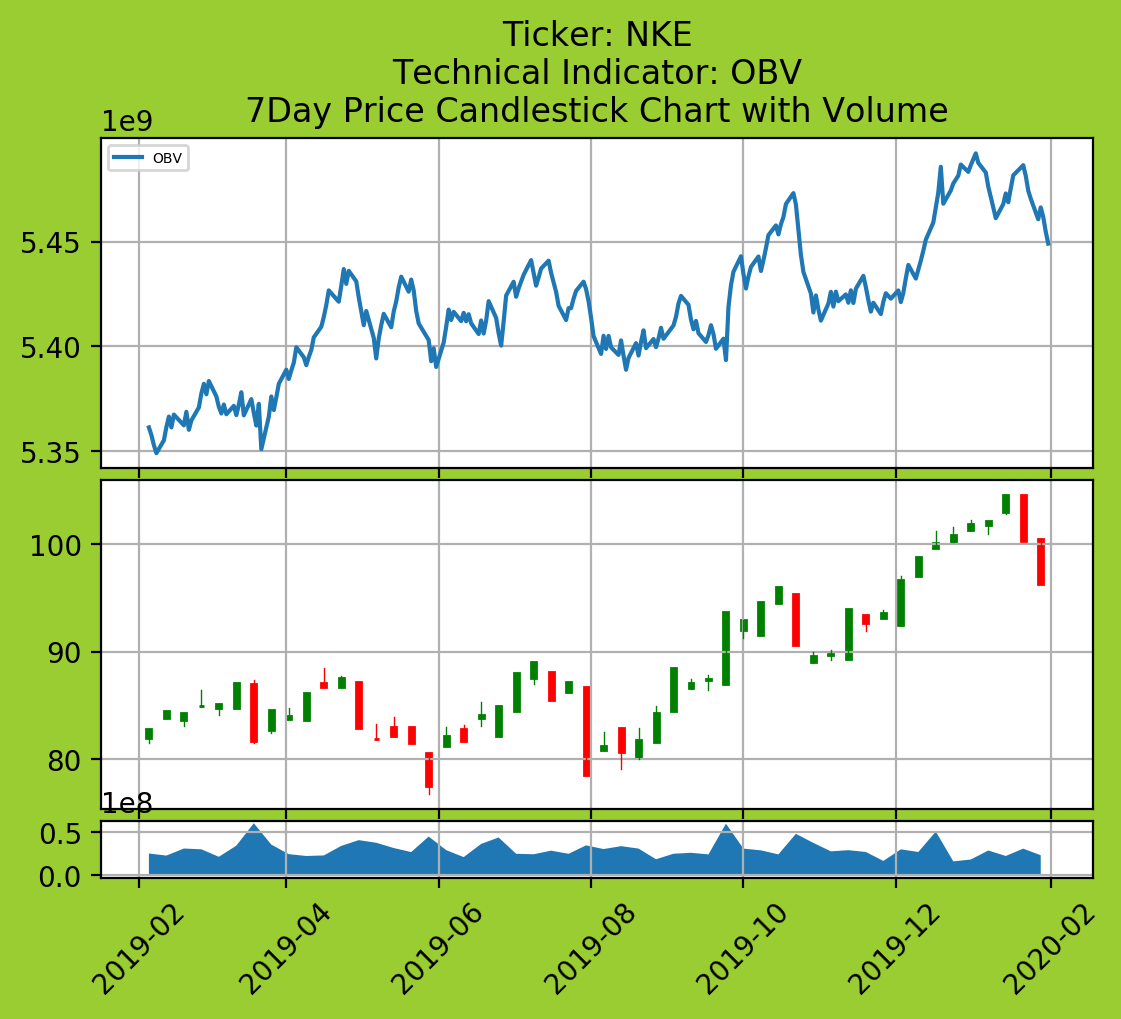 Ticker: NKE
Technical Indicator: OBV
7Day Price Candlestick Chart with Volume
1e9
OBV
5.45
5.40
5.35
100
90
80
1e8
0.5
0.0
2019-02
2019-04
2019-06
2019-08
2019-10
2019-12
2020-02